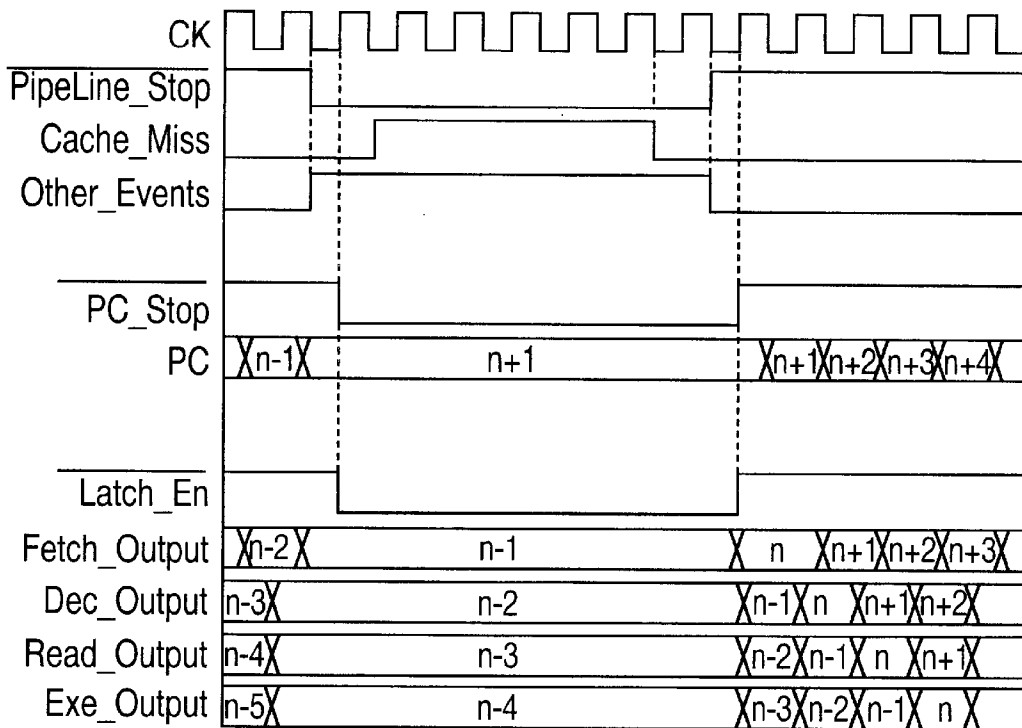 CK
PipeLine_Stop
Cache_Miss
Other_Events
PC_Stop
PC n-1 n+1 n+1 n+2 n+3 n+4
Latch_En
Fetch_Output n-2 n-1 n n+1 n+2 n+3
Dec_Output n-3 n-2 n-1 n n+1 n+2
Read_Output n-4 n-3 n-2 n-1 n n+1
Exe_Output n-5 n-4 n-3 n-2 n-1 n